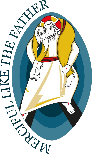 MERCIFUL LIKE THE FATHER